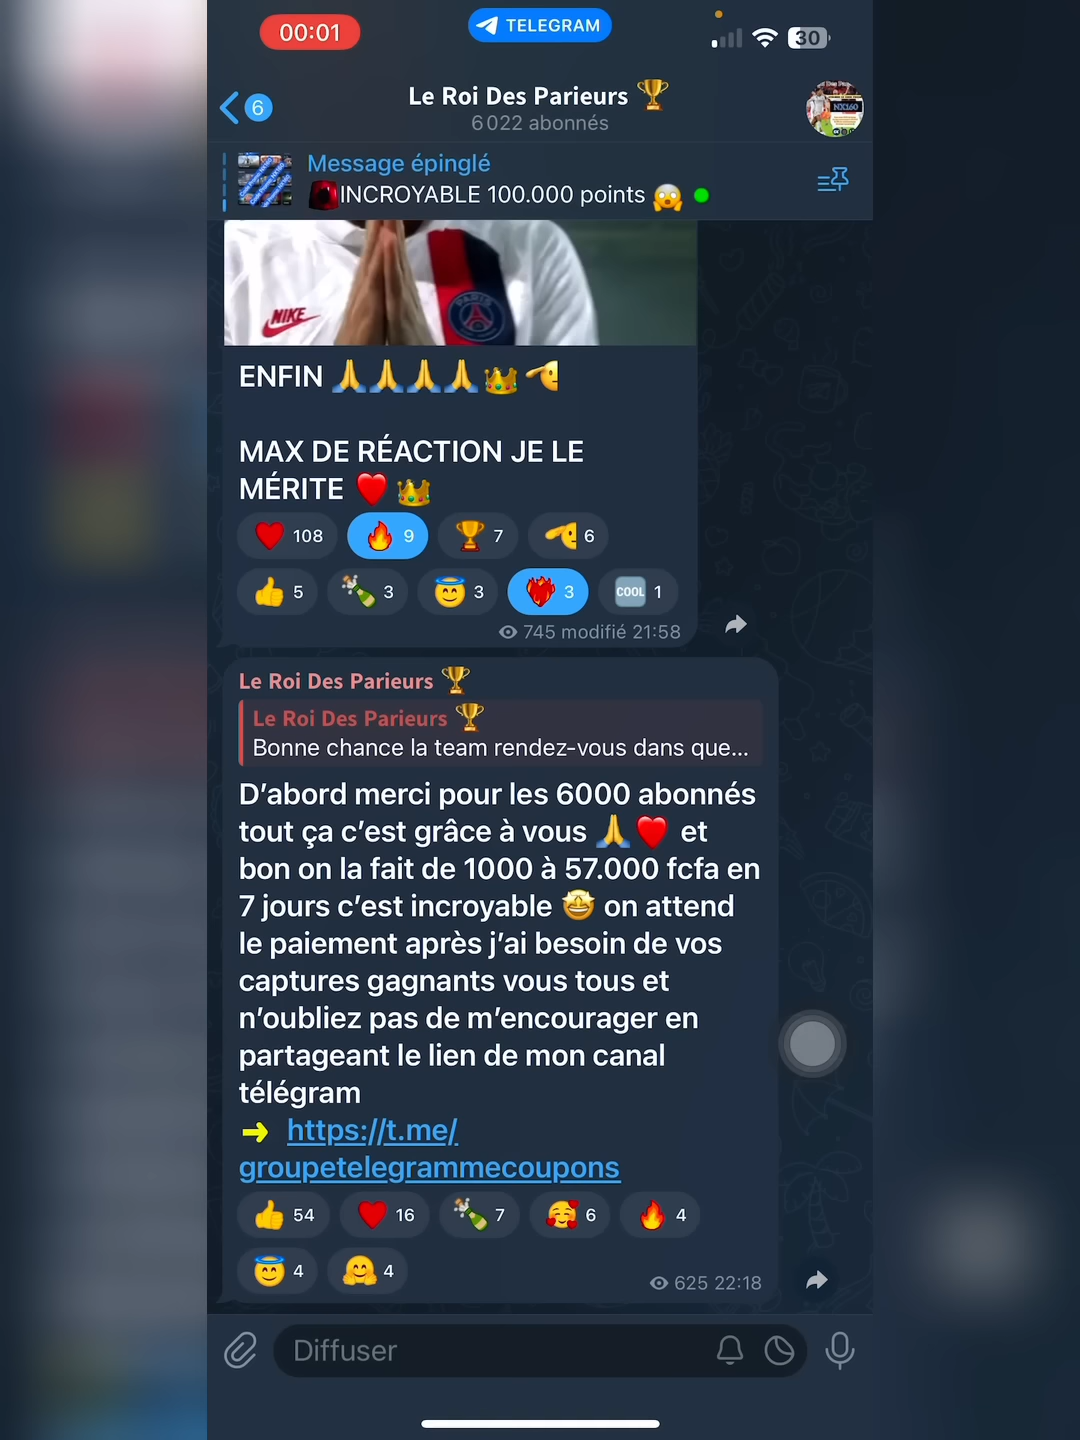 00:01
TELEGRAM
30
6
Le Roi Des Parieurs 🏆
6 022 abonnés
NX160
Message épinglé
🚨INCROYABLE 100.000 points 😱 🟢
NIKE
PARIS
ENFIN 🙏🙏🙏🙏👑🫡
MAX DE RÉACTION JE LE
MÉRITE ❤️ 👑
❤️ 108 🔥 9 🏆 7 🫡 6
👍 5 🍾 3 😇 3 ❤️‍🔥 3 🆒 COOL 1
745 modifié 21:58
Le Roi Des Parieurs 🏆
Le Roi Des Parieurs 🏆
Bonne chance la team rendez-vous dans que...
D’abord merci pour les 6000 abonnés
tout ça c’est grâce à vous 🙏❤️ et
bon on la fait de 1000 à 57.000 fcfa en
7 jours c’est incroyable 🤩 on attend
le paiement après j’ai besoin de vos
captures gagnants vous tous et
n’oubliez pas de m’encourager en
partageant le lien de mon canal
télégram
➜ https://t.me/
groupetelegrammecoupons
👍 54 ❤️ 16 🍾 7 🥰 6 🔥 4
😇 4 🤗 4
625 22:18
Diffuser